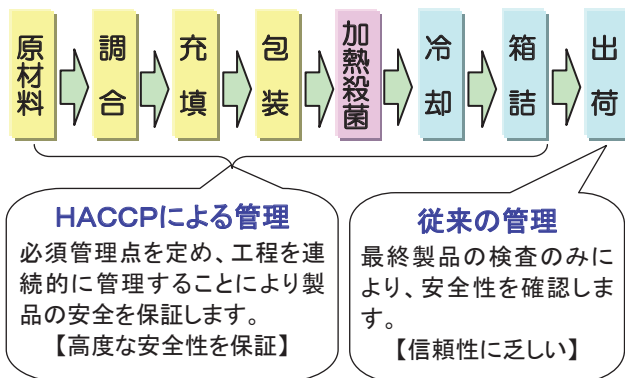 原材料
調合
充填
包装
加熱殺菌
冷却
箱詰
出荷
HACCPによる管理
必須管理点を定め、工程を連
続的に管理することにより製
品の安全を保証します。
【高度な安全性を保証】
従来の管理
最終製品の検査のみに
より、安全性を確認しま
す。
【信頼性に乏しい】